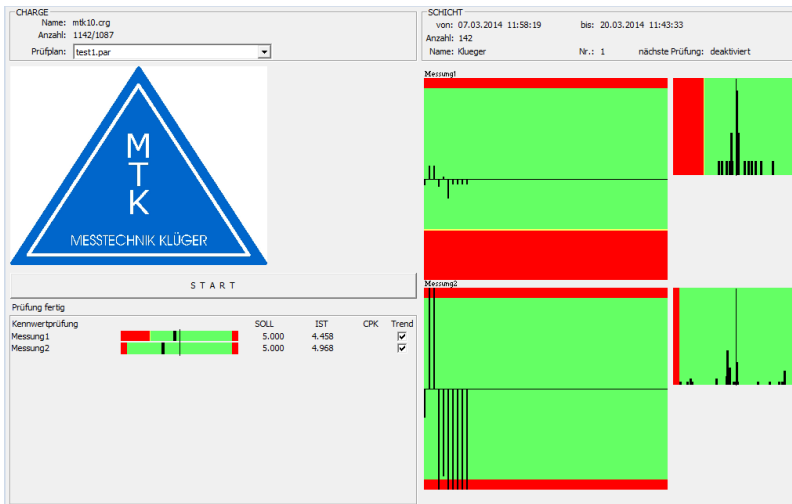 CHARGE
Name: mtk10.crg
Anzahl: 1142/1087
Prüfplan: test1.par
SCHICHT
von: 07.03.2014 11:58:19 bis: 20.03.2014 11:43:33
Anzahl: 142
Name: Klueger Nr.: 1 nächste Prüfung: deaktiviert
M
T
K
MESSTECHNIK KLÜGER
START
Prüfung fertig
Kennwertprüfung SOLL IST CPK Trend
Messung1 5.000 4.458
Messung2 5.000 4.968
Messung1
Messung2